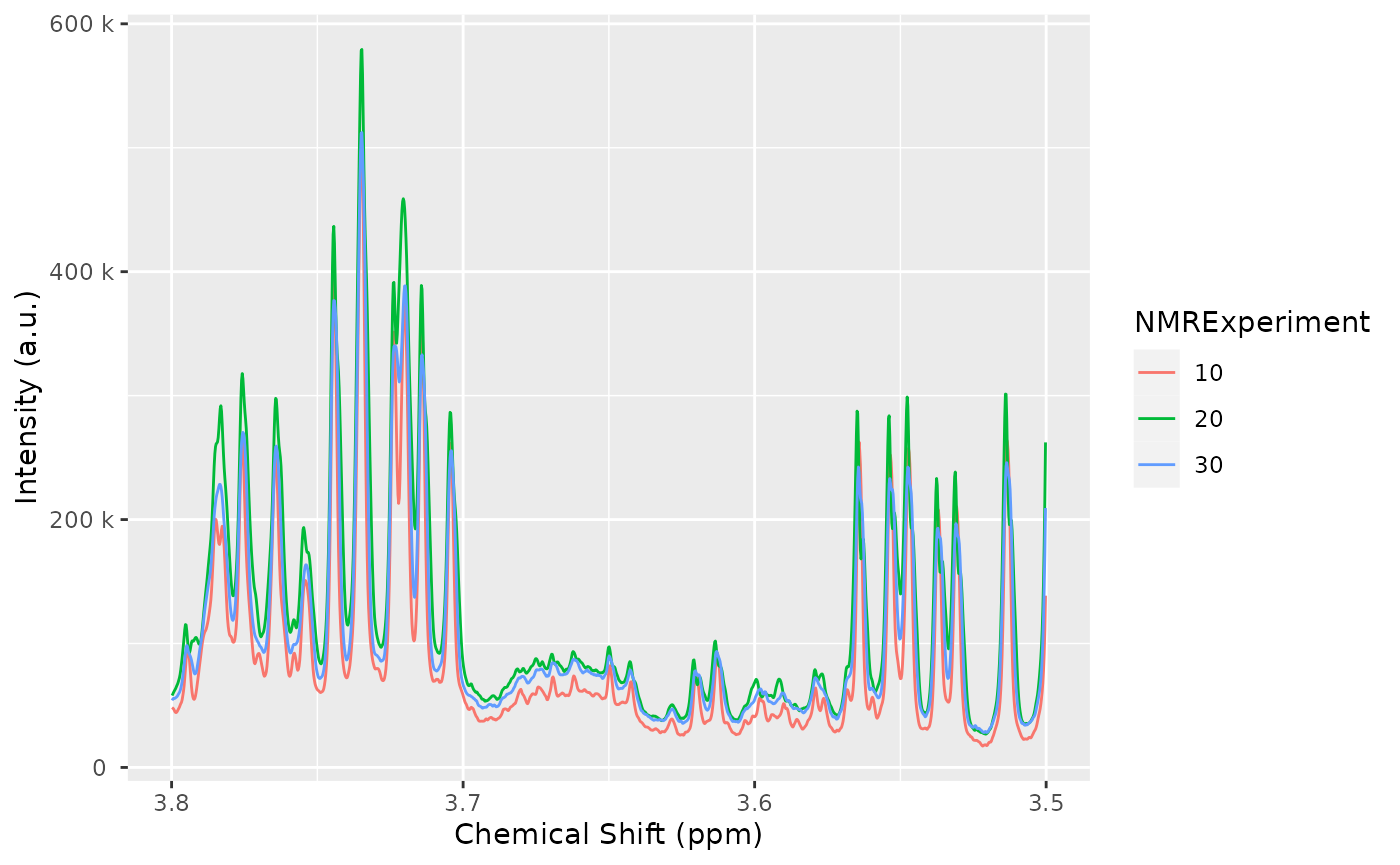 600 k
400 k
200 k
0
3.8
3.7
3.6
3.5
Chemical Shift (ppm)
Intensity (a.u.)
NMRExperiment
10
20
30